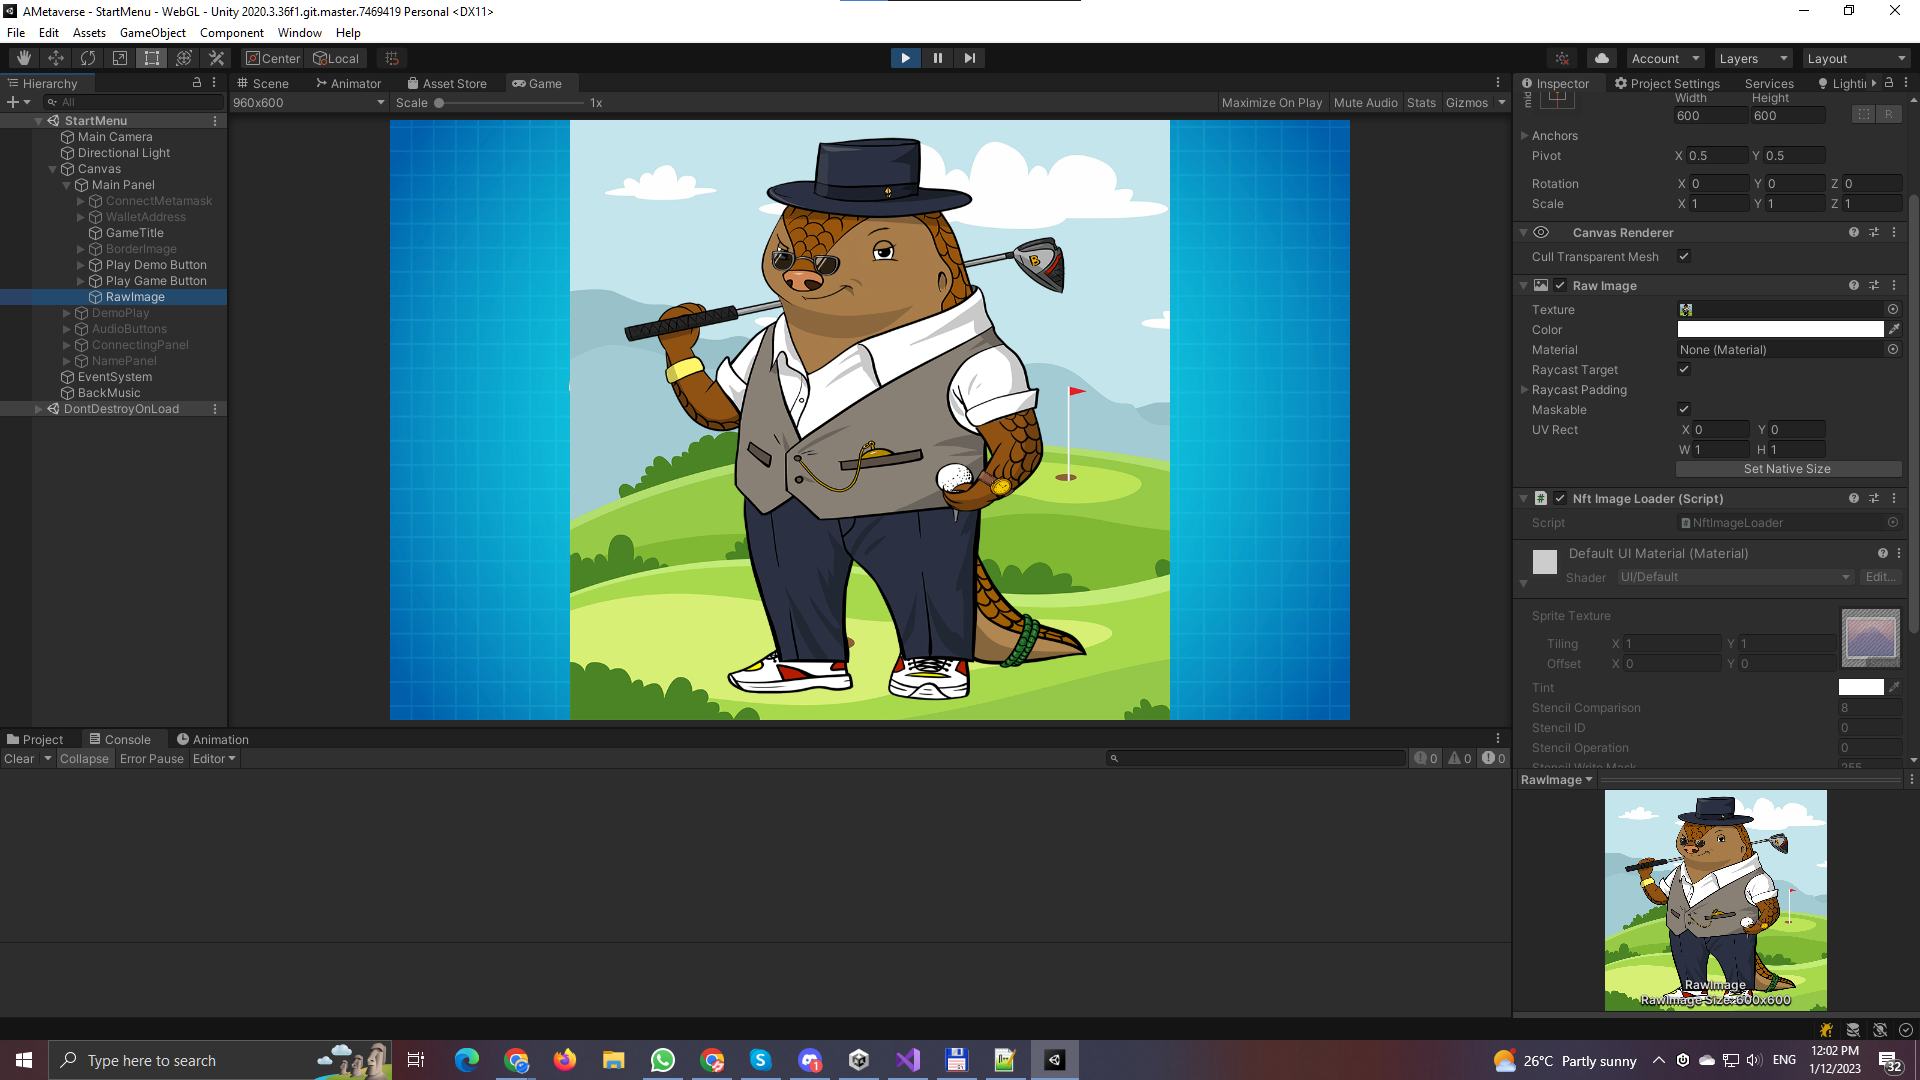 AMetaverse - StartMenu - WebGL - Unity 2020.3.36f1.git.master.7469419 Personal <DX11>
File Edit Assets GameObject Component Window Help
Center Local
Account Layers Layout
Hierarchy
All
StartMenu
Main Camera
Directional Light
Canvas
Main Panel
ConnectMetamask
WalletAddress
GameTitle
BorderImage
Play Demo Button
Play Game Button
RawImage
DemoPlay
AudioButtons
ConnectingPanel
NamePanel
EventSystem
BackMusic
DontDestroyOnLoad
Scene Animator Asset Store Game
960x600 Scale 1x Maximize On Play Mute Audio Stats Gizmos
B
Inspector Project Settings Services Lighti
Width Height
600 600 R
Anchors
Pivot X 0.5 Y 0.5
Rotation X 0 Y 0 Z 0
Scale X 1 Y 1 Z 1
Canvas Renderer
Cull Transparent Mesh
Raw Image
Texture
Color
Material None (Material)
Raycast Target
Raycast Padding
Maskable
UV Rect X 0 Y 0
W 1 H 1
Set Native Size
Nft Image Loader (Script)
Script NftImageLoader
Default UI Material (Material)
Shader UI/Default Edit...
Sprite Texture
Tiling X 1 Y 1
Offset X 0 Y 0
Select
Tint
Stencil Comparison 8
Stencil ID 0
Stencil Operation 0
Stencil Write Mask 255
RawImage
RawImage
RawImage Size: 600x600
Project Console Animation
Clear Collapse Error Pause Editor 0 0 0
Type here to search
1
26°C Partly sunny ENG
12:02 PM
1/12/2023
32